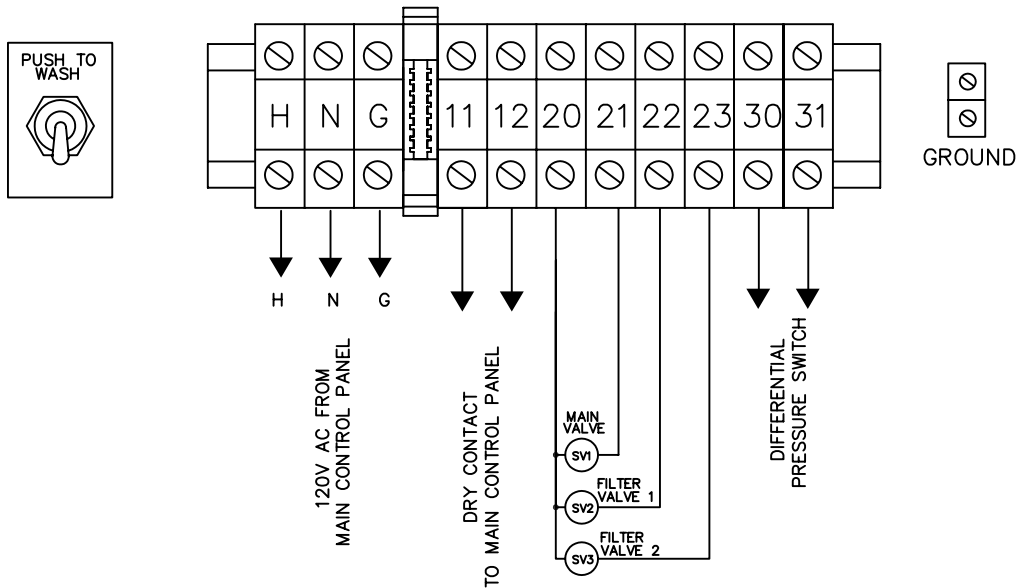 PUSH TO
WASH
H N G 11 12 20 21 22 23 30 31
GROUND
H N G
120V AC FROM
MAIN CONTROL PANEL
DRY CONTACT
TO MAIN CONTROL PANEL
MAIN
VALVE
SV1
FILTER
VALVE 1
SV2
FILTER
VALVE 2
SV3
DIFFERENTIAL
PRESSURE SWITCH